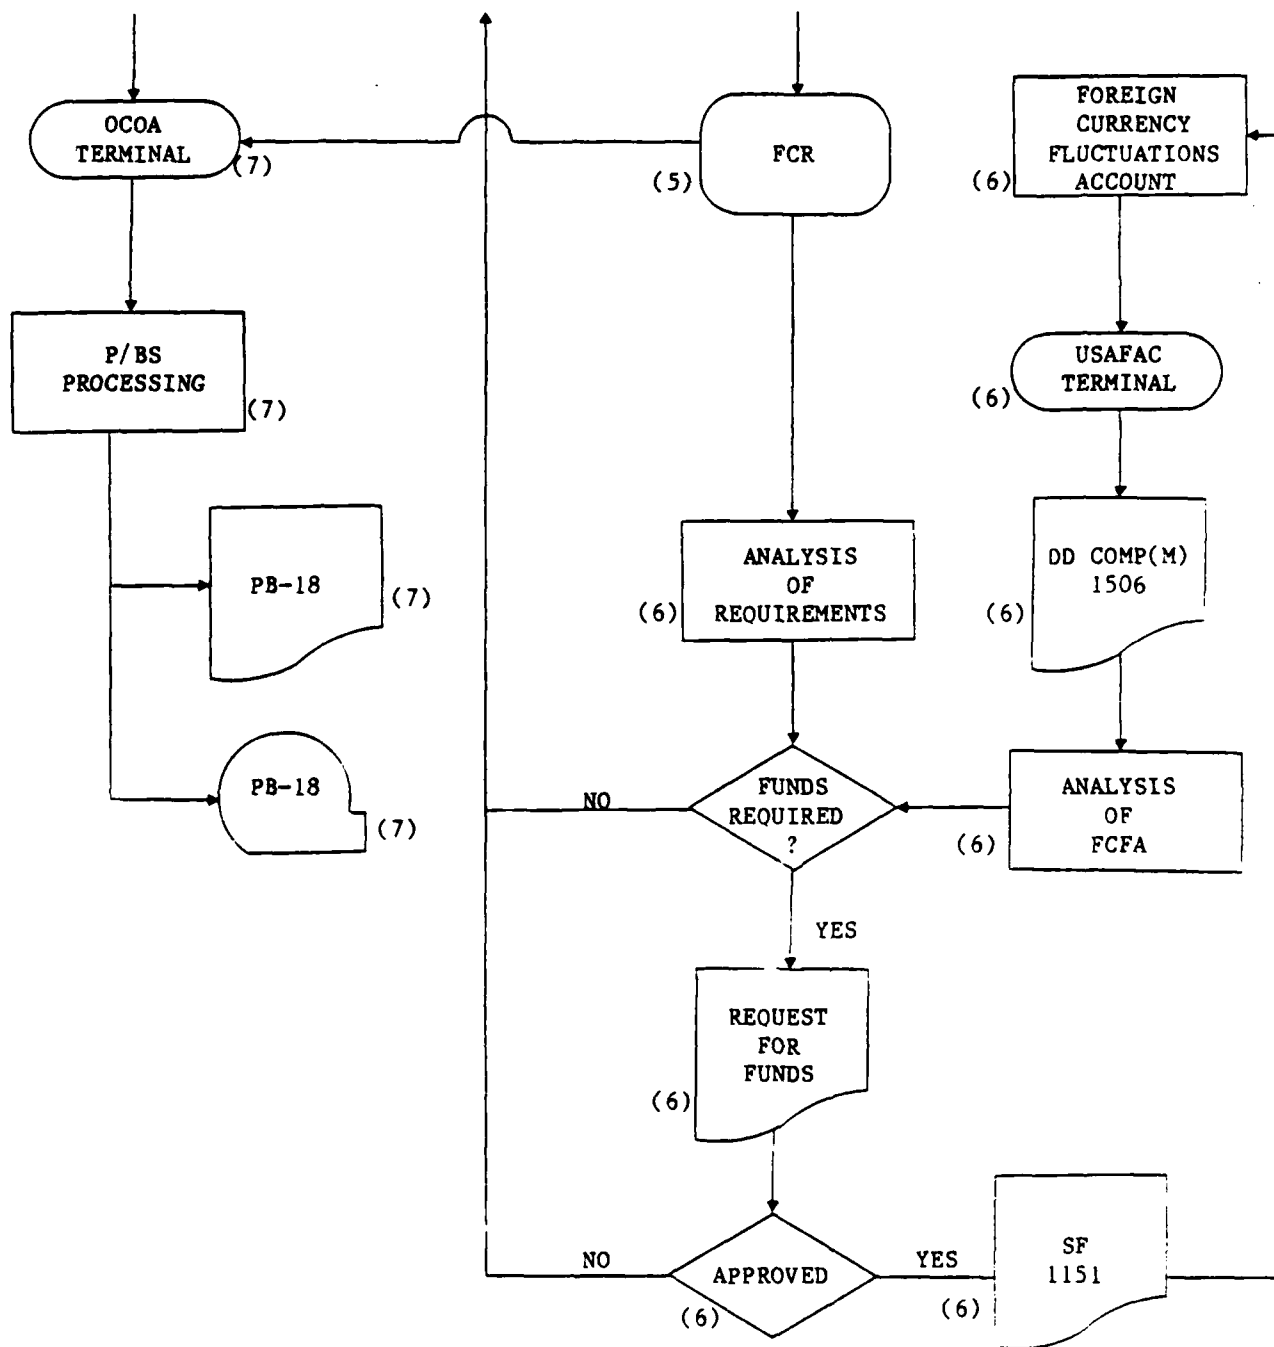 OCOA
TERMINAL
(7)
FCR
(5)
FOREIGN
CURRENCY
FLUCTUATIONS
ACCOUNT
(6)
P/BS
PROCESSING
(7)
USAFAC
TERMINAL
(6)
PB-18
(7)
ANALYSIS
OF
REQUIREMENTS
(6)
DD COMP(M)
1506
(6)
PB-18
(7)
NO
FUNDS
REQUIRED
?
ANALYSIS
OF
FCFA
(6)
YES
REQUEST
FOR
FUNDS
(6)
NO
APPROVED
(6)
YES
SF
1151
(6)